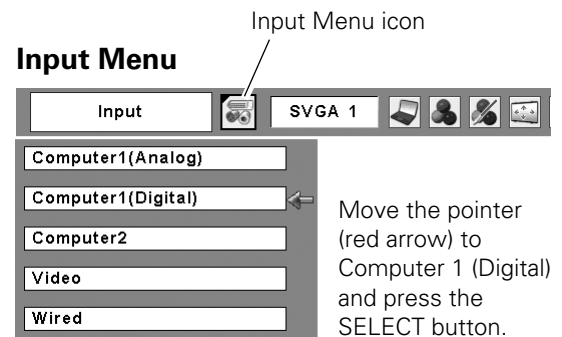 Input Menu icon
Input Menu
Input
SVGA 1
Computer1(Analog)
Computer1(Digital)
Computer2
Video
Wired
Move the pointer
(red arrow) to
Computer 1 (Digital)
and press the
SELECT button.